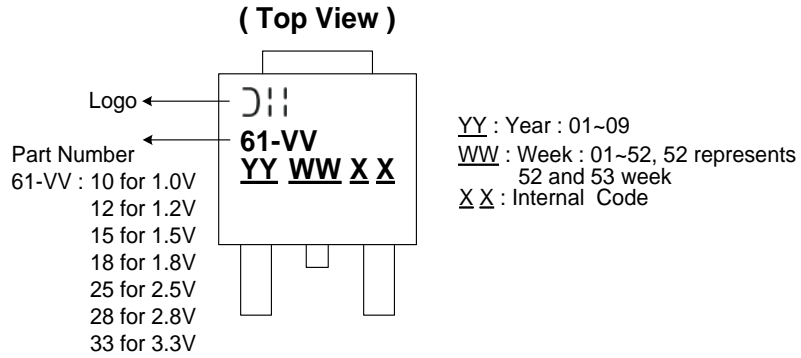 ( Top View )
Logo
61-VV
YY WW X X
Part Number
61-VV : 10 for 1.0V
12 for 1.2V
15 for 1.5V
18 for 1.8V
25 for 2.5V
28 for 2.8V
33 for 3.3V
YY : Year : 01~09
WW : Week : 01~52, 52 represents
52 and 53 week
X X : Internal Code